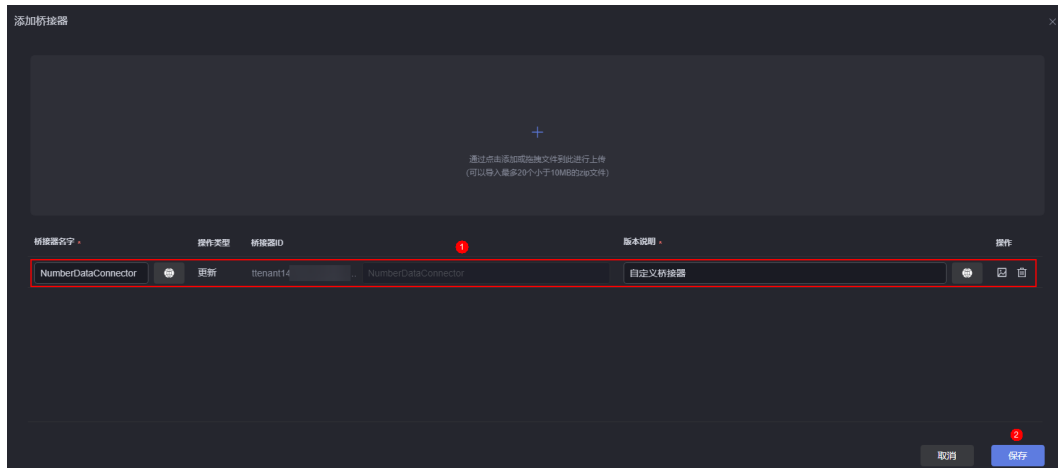 添加桥接器
通过点击添加或拖拽文件到此进行上传
(可以导入最多20个小于10MB的zip文件)
桥接器名字 * 操作类型 桥接器ID 1 版本说明 * 操作
NumberDataConnector 更新 ttenant14 .. NumberDataConnector 自定义桥接器
2
取消 保存